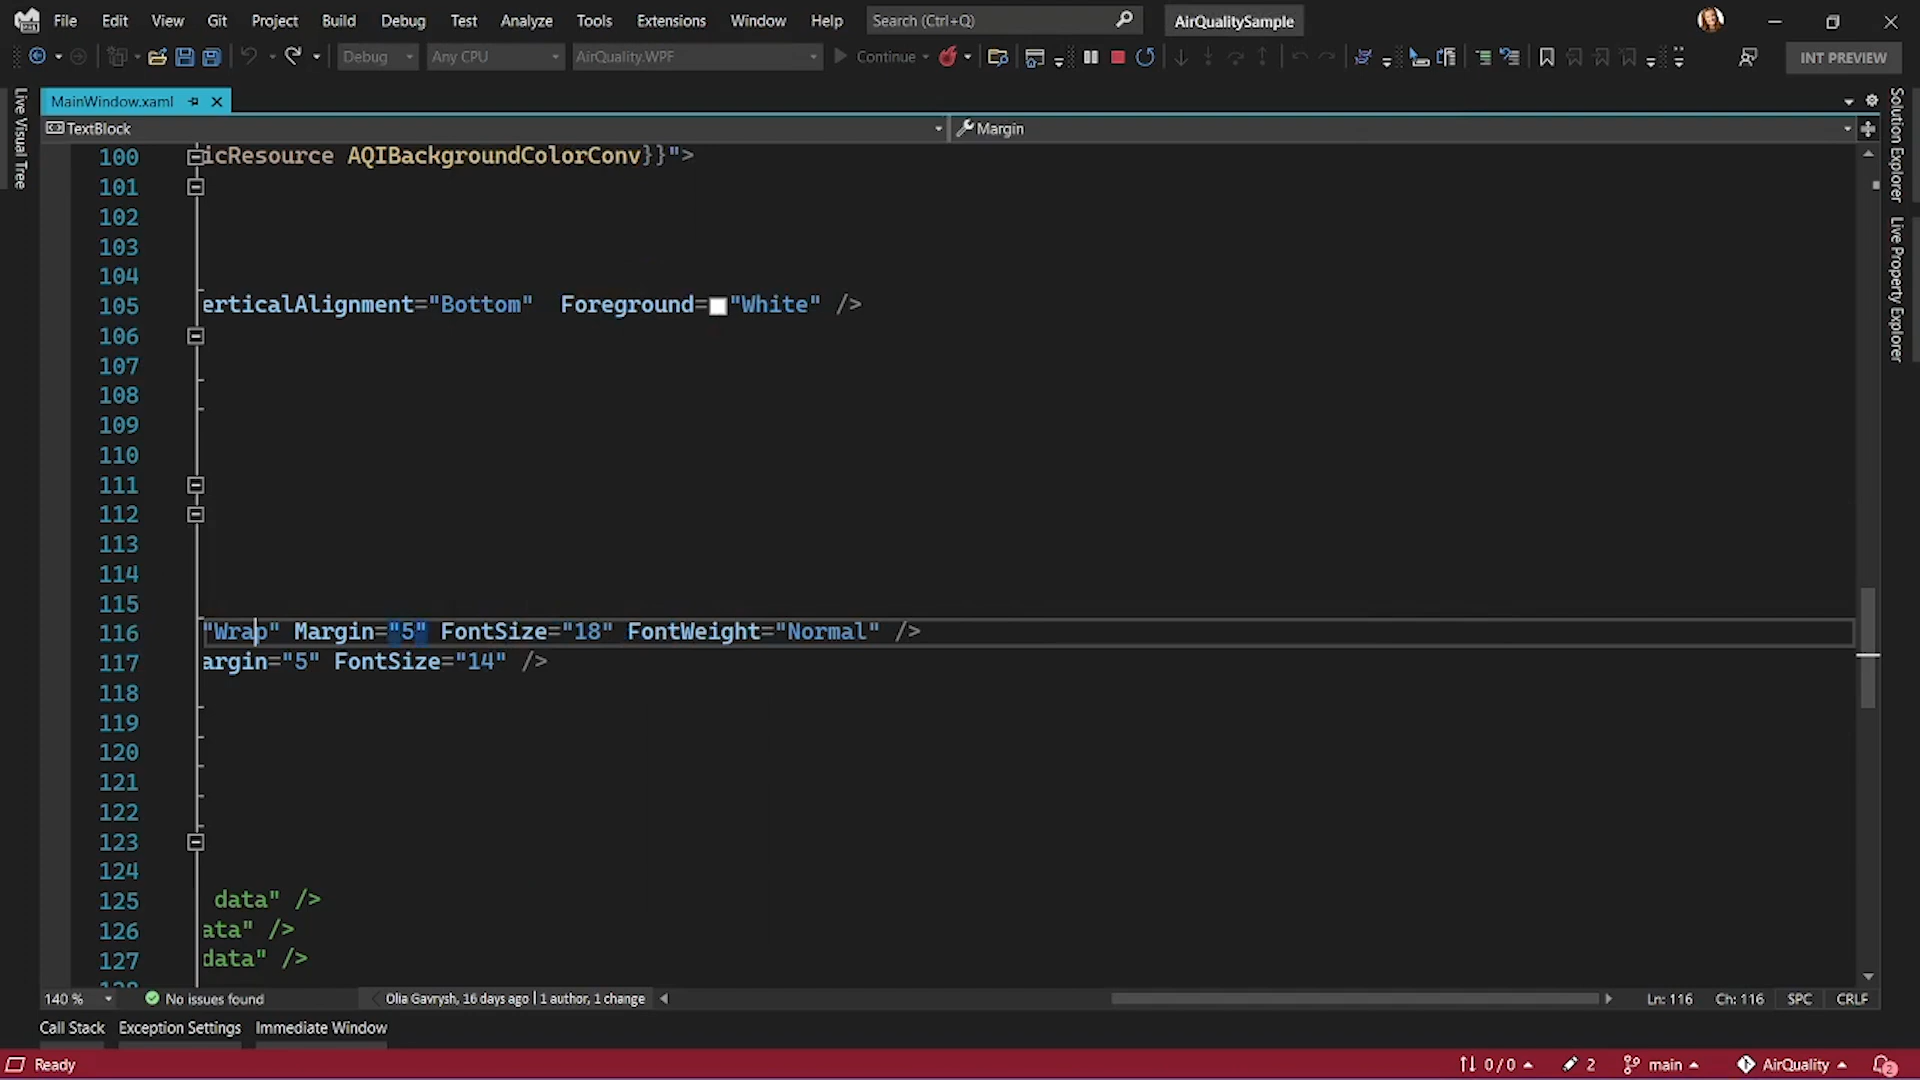 File Edit View Git Project Build Debug Test Analyze Tools Extensions Window Help Search (Ctrl+Q) AirQualitySample
Debug Any CPU AirQuality.WPF Continue INT PREVIEW
MainWindow.xaml
TextBlock Margin
Live Visual Tree
Solution Explorer
Live Property Explorer
100 icResource AQIBackgroundColorConv}}">
101
102
103
104
105 erticalAlignment="Bottom"  Foreground="White" />
106
107
108
109
110
111
112
113
114
115
116 "Wrap" Margin="5" FontSize="18" FontWeight="Normal" />
117 argin="5" FontSize="14" />
118
119
120
121
122
123
124
125 data" />
126 ata" />
127 data" />
140 % No issues found Olia Gavrysh, 16 days ago | 1 author, 1 change Ln: 116 Ch: 116 SPC CRLF
Call Stack Exception Settings Immediate Window
Ready 0 / 0 2 main AirQuality 2